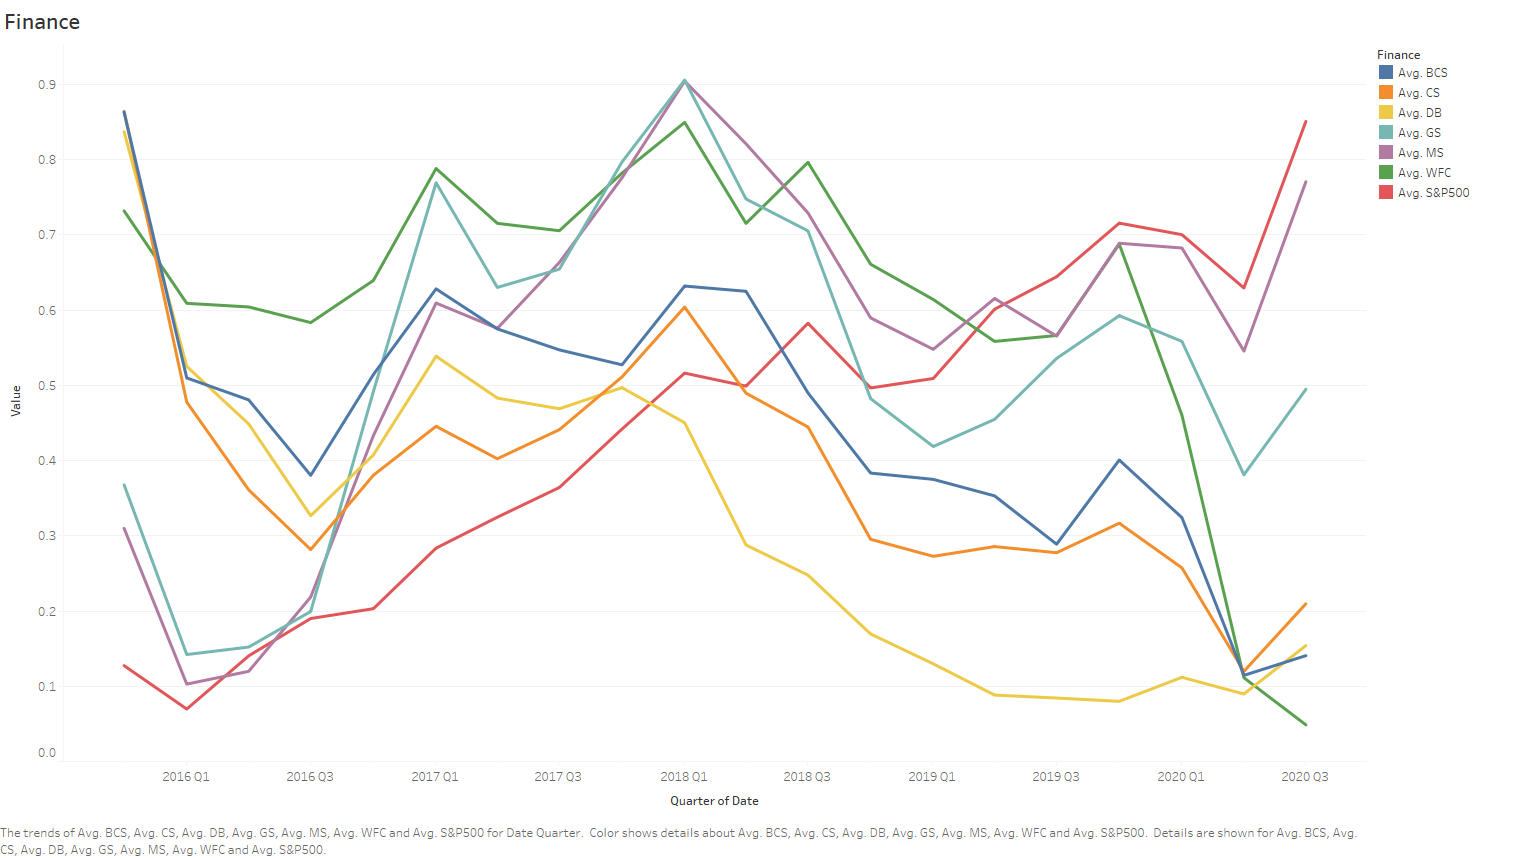 Finance
Finance
Avg. BCS
Avg. CS
Avg. DB
Avg. GS
Avg. MS
Avg. WFC
Avg. S&P500
0.9
0.8
0.7
0.6
0.5
0.4
0.3
0.2
0.1
0.0
Value
2016 Q1 2016 Q3 2017 Q1 2017 Q3 2018 Q1 2018 Q3 2019 Q1 2019 Q3 2020 Q1 2020 Q3
Quarter of Date
The trends of Avg. BCS, Avg. CS, Avg. DB, Avg. GS, Avg. MS, Avg. WFC and Avg. S&P500 for Date Quarter.  Color shows details about Avg. BCS, Avg. CS, Avg. DB, Avg. GS, Avg. MS, Avg. WFC and Avg. S&P500.  Details are shown for Avg. BCS, Avg.
CS, Avg. DB, Avg. GS, Avg. MS, Avg. WFC and Avg. S&P500.